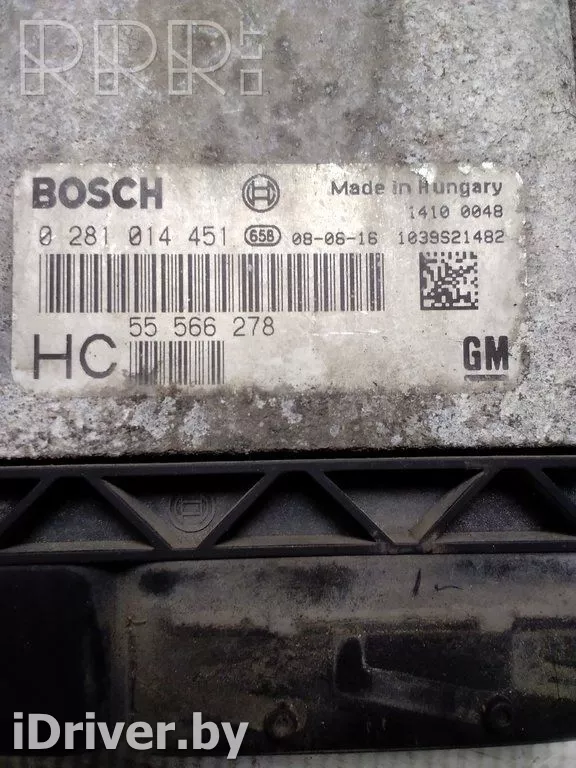 RRR.LT
BOSCH
Made in Hungary
1410 0048
0 281 014 451 658 08-06-16 1039S21482
55 566 278
HC
GM
iDriver.by